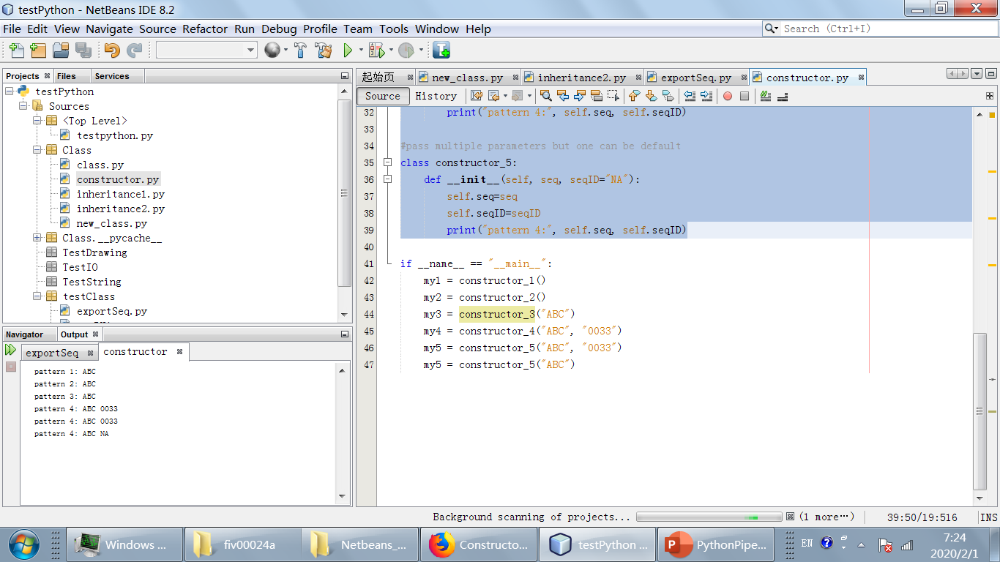 testPython - NetBeans IDE 8.2
File Edit View Navigate Source Refactor Run Debug Profile Team Tools Window Help
Search (Ctrl+I)
Projects Files Services
testPython
Sources
<Top Level>
testpython.py
Class
class.py
constructor.py
inheritance1.py
inheritance2.py
new_class.py
Class.__pycache__
TestDrawing
TestIO
TestString
testClass
exportSeq.py
Navigator Output
exportSeq constructor
pattern 1: ABC
pattern 2: ABC
pattern 3: ABC
pattern 4: ABC 0033
pattern 4: ABC 0033
pattern 4: ABC NA
起始页 new_class.py inheritance2.py exportSeq.py constructor.py
Source History
32 print("pattern 4:", self.seq, self.seqID)
33
34 #pass multiple parameters but one can be default
35 class constructor_5:
36 def __init__(self, seq, seqID="NA"):
37 self.seq=seq
38 self.seqID=seqID
39 print("pattern 4:", self.seq, self.seqID)
40
41 if __name__ == "__main__":
42 my1 = constructor_1()
43 my2 = constructor_2()
44 my3 = constructor_3("ABC")
45 my4 = constructor_4("ABC", "0033")
46 my5 = constructor_5("ABC", "0033")
47 my5 = constructor_5("ABC")
Background scanning of projects... (1 more…) 39:50/19:516 INS
Windows ... fiv00024a Netbeans_... Constructo... testPython ... PythonPipe... EN 7:24
2020/2/1